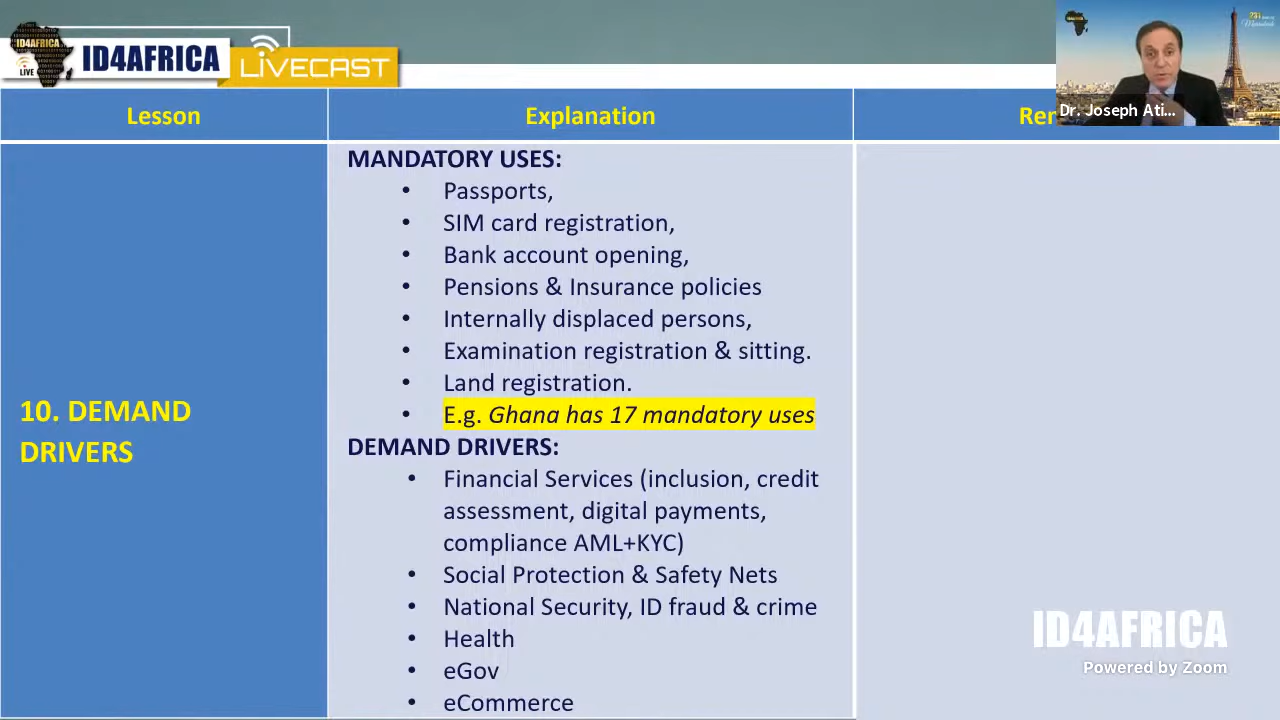 ID4AFRICA
LIVE
ID4AFRICA
LIVECAST
Dr. Joseph Ati...
Lesson
Explanation
10. DEMAND
DRIVERS
MANDATORY USES:
• Passports,
• SIM card registration,
• Bank account opening,
• Pensions & Insurance policies
• Internally displaced persons,
• Examination registration & sitting.
• Land registration.
• E.g. Ghana has 17 mandatory uses
DEMAND DRIVERS:
• Financial Services (inclusion, credit
assessment, digital payments,
compliance AML+KYC)
• Social Protection & Safety Nets
• National Security, ID fraud & crime
• Health
• eGov
• eCommerce
ID4AFRICA
Powered by Zoom